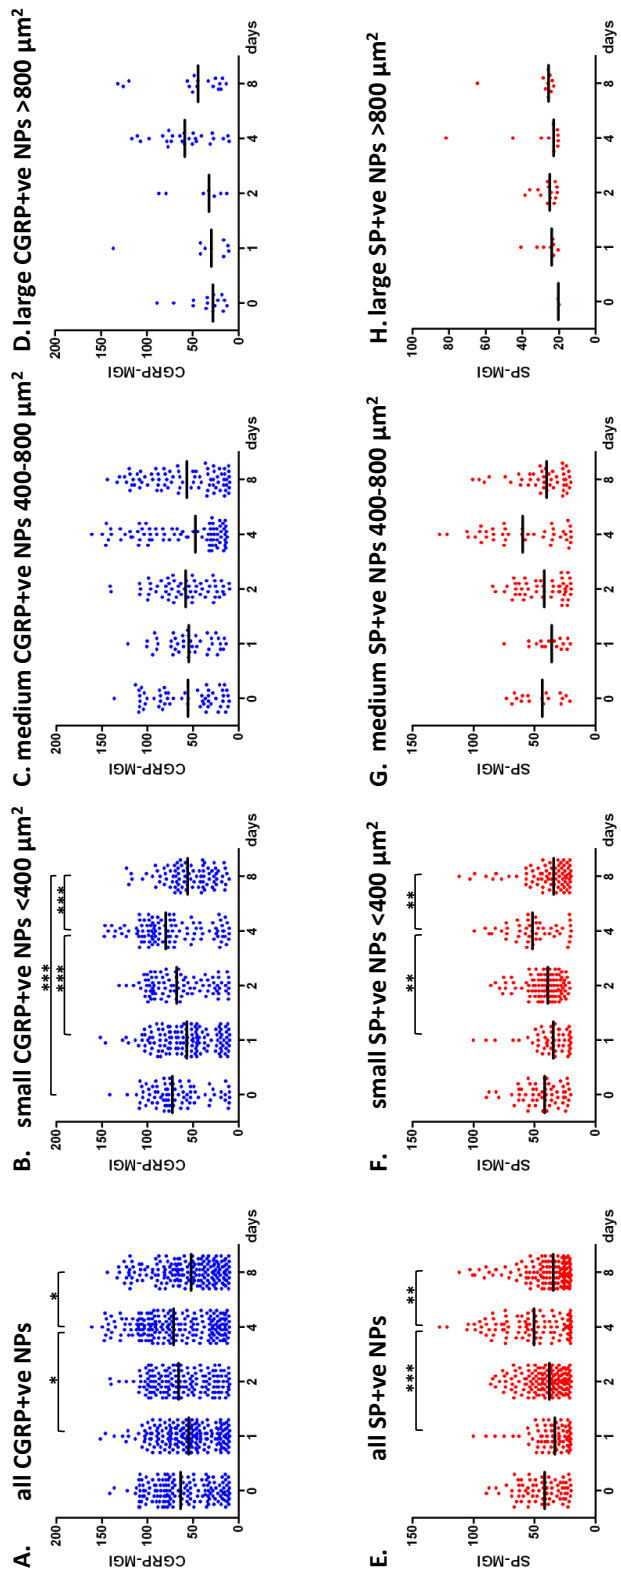 A. all CGRP+ve NPs
CGRP-MGI
200
150
100
50
0
* *
0 1 2 4 8 days
B. small CGRP+ve NPs <400 µm²
CGRP-MGI
200
150
100
50
0
***
*** ***
0 1 2 4 8 days
C. medium CGRP+ve NPs 400-800 µm²
CGRP-MGI
200
150
100
50
0
0 1 2 4 8 days
D. large CGRP+ve NPs >800 µm²
CGRP-MGI
200
150
100
50
0
0 1 2 4 8 days
E. all SP+ve NPs
SP-MGI
150
100
50
0
*** **
0 1 2 4 8 days
F. small SP+ve NPs <400 µm²
SP-MGI
150
100
50
0
** **
0 1 2 4 8 days
G. medium SP+ve NPs 400-800 µm²
SP-MGI
150
100
50
0
0 1 2 4 8 days
H. large SP+ve NPs >800 µm²
SP-MGI
100
80
60
40
20
0
0 1 2 4 8 days